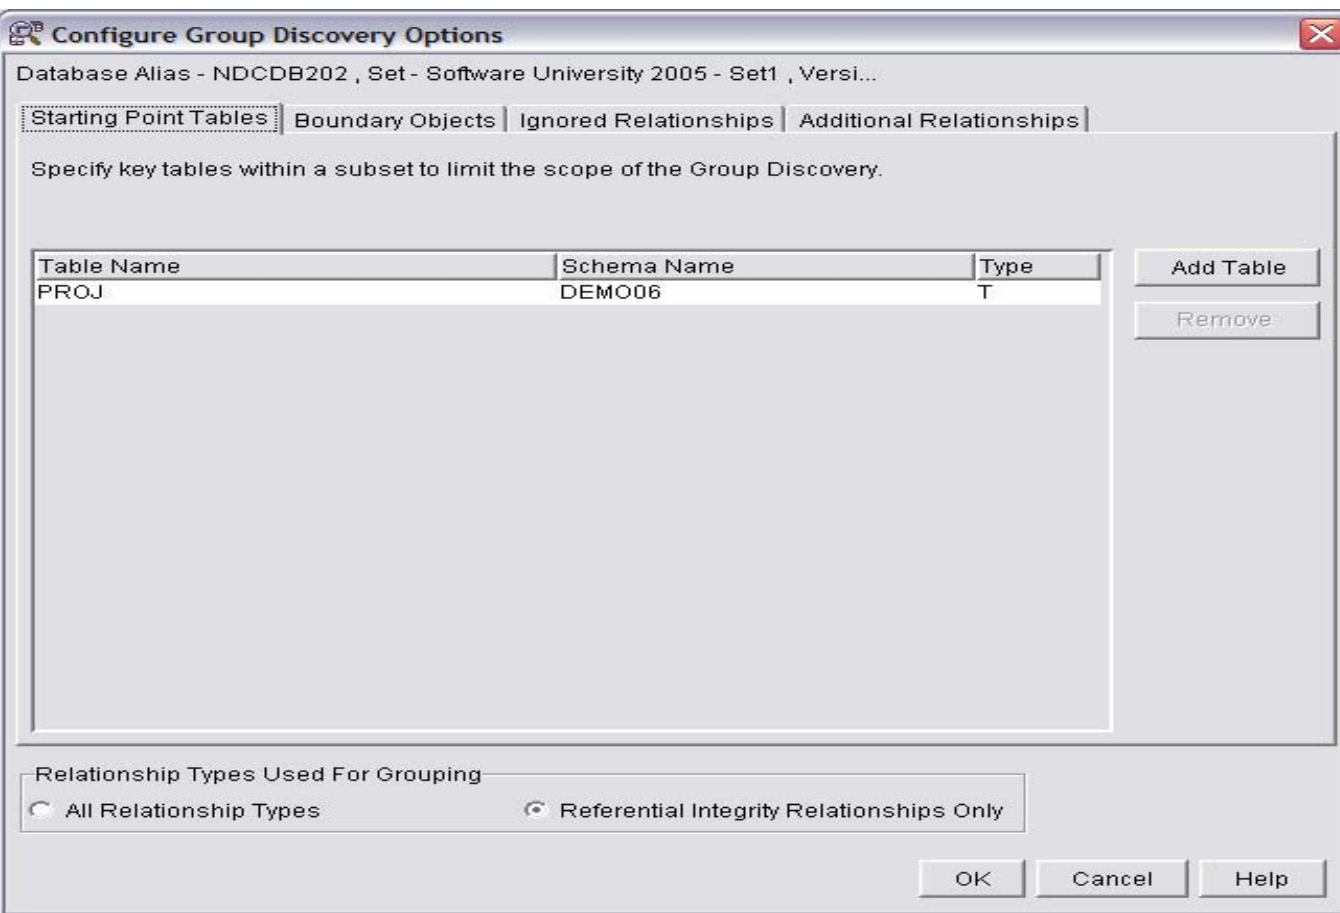 Configure Group Discovery Options
Database Alias - NDCDB202 , Set - Software University 2005 - Set1 , Versi...
Starting Point Tables Boundary Objects Ignored Relationships Additional Relationships
Specify key tables within a subset to limit the scope of the Group Discovery.
Table Name Schema Name Type Add Table
PROJ DEMO06 T
Remove
Relationship Types Used For Grouping
All Relationship Types Referential Integrity Relationships Only
OK Cancel Help